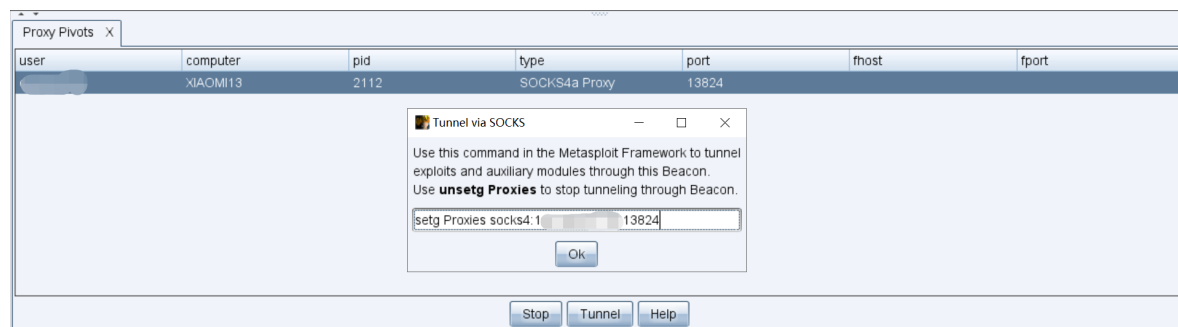 Proxy Pivots X
user computer pid type port fhost fport
XIAOMI13 2112 SOCKS4a Proxy 13824
Tunnel via SOCKS
Use this command in the Metasploit Framework to tunnel
exploits and auxiliary modules through this Beacon.
Use unsetg Proxies to stop tunneling through Beacon.
setg Proxies socks4:1 13824
Ok
Stop Tunnel Help